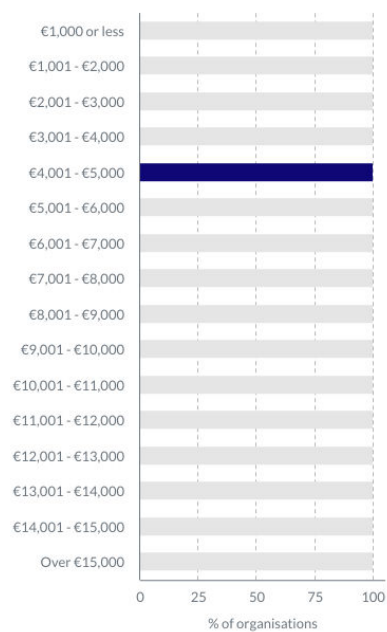 €1,000 or less
€1,001 - €2,000
€2,001 - €3,000
€3,001 - €4,000
€4,001 - €5,000
€5,001 - €6,000
€6,001 - €7,000
€7,001 - €8,000
€8,001 - €9,000
€9,001 - €10,000
€10,001 - €11,000
€11,001 - €12,000
€12,001 - €13,000
€13,001 - €14,000
€14,001 - €15,000
Over €15,000
0 25 50 75 100
% of organisations